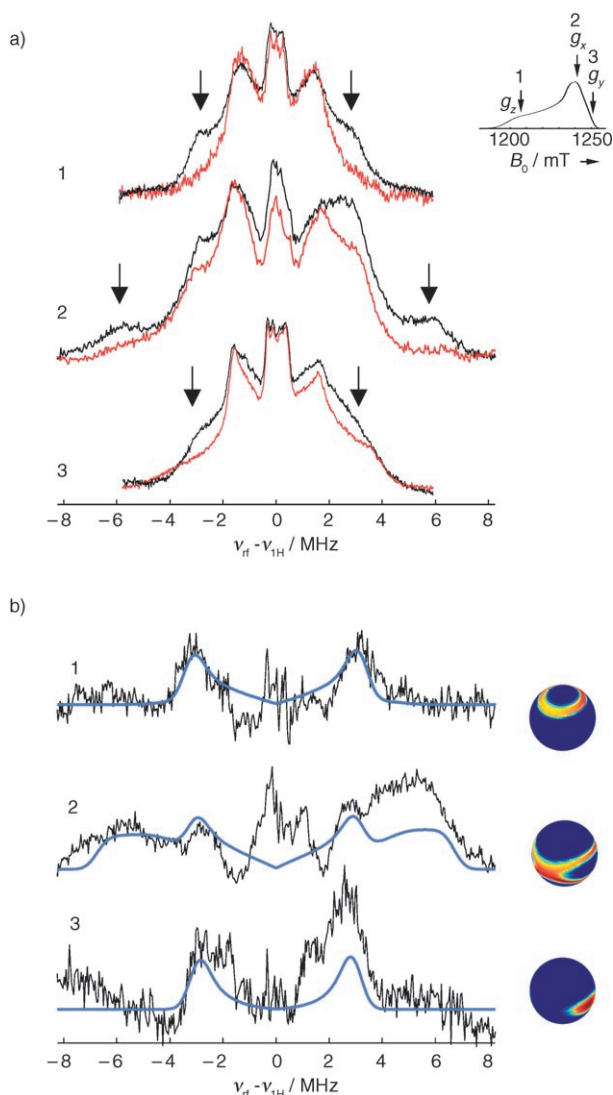 a)
2
g_x 3
1 g_y
g_z
1200 1250
B_0 / mT →
1
2
3
−8 −6 −4 −2 0 2 4 6 8
ν_rf - ν_1H / MHz
b)
1
2
3
−8 −6 −4 −2 0 2 4 6 8
ν_rf - ν_1H / MHz